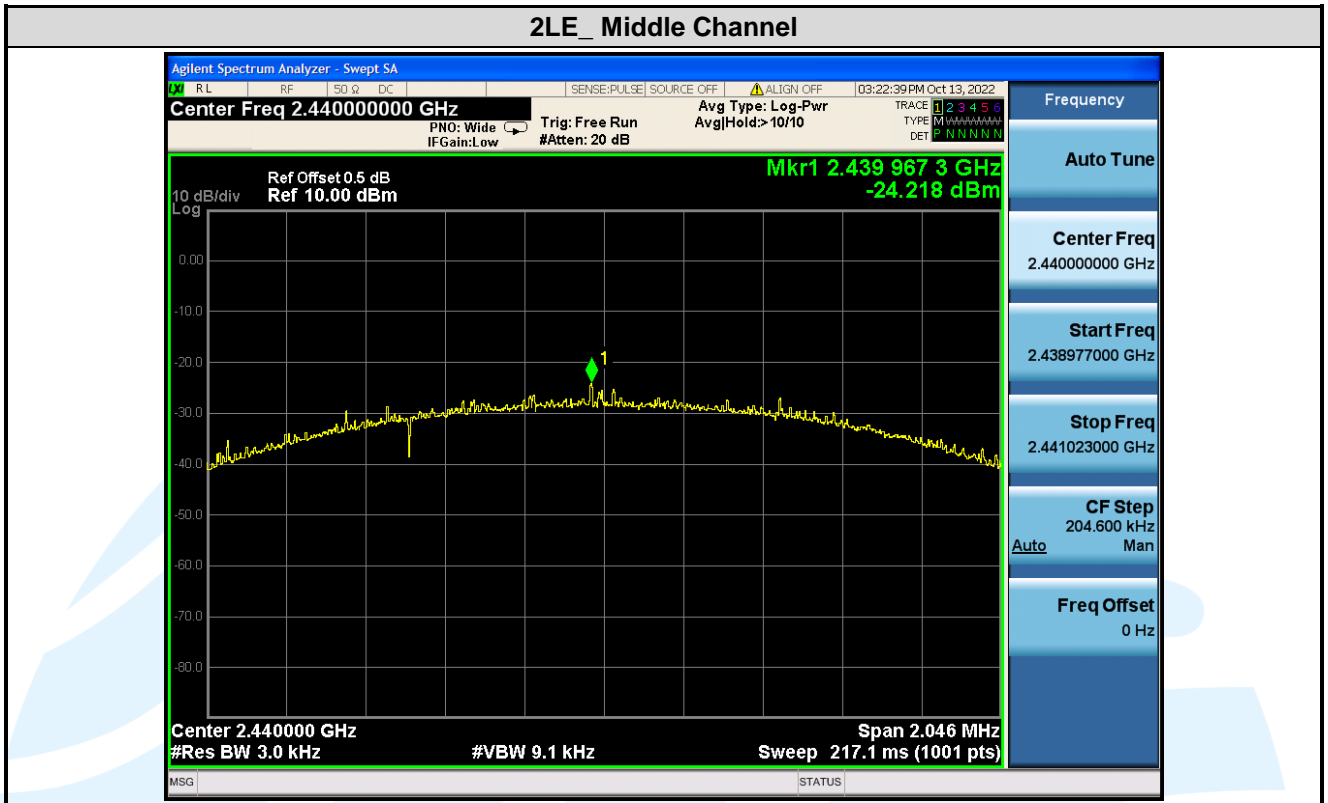 2LE_ Middle Channel
Agilent Spectrum Analyzer - Swept SA
LXI RL RF 50 Ω DC SENSE:PULSE SOURCE OFF ALIGN OFF 03:22:39 PM Oct 13, 2022
Center Freq 2.440000000 GHz
PNO: Wide
IFGain:Low
Trig: Free Run
#Atten: 20 dB
Avg Type: Log-Pwr
Avg|Hold:>10/10
TRACE 1 2 3 4 5 6
TYPE M WWWWW
DET P N N N N N
Mkr1 2.439 967 3 GHz
-24.218 dBm
Ref Offset 0.5 dB
10 dB/div Ref 10.00 dBm
Log
0.00
-10.0
-20.0
-30.0
-40.0
-50.0
-60.0
-70.0
-80.0
1
Center 2.440000 GHz Span 2.046 MHz
#Res BW 3.0 kHz #VBW 9.1 kHz Sweep 217.1 ms (1001 pts)
MSG STATUS
Frequency
Auto Tune
Center Freq
2.440000000 GHz
Start Freq
2.438977000 GHz
Stop Freq
2.441023000 GHz
CF Step
204.600 kHz
Auto Man
Freq Offset
0 Hz